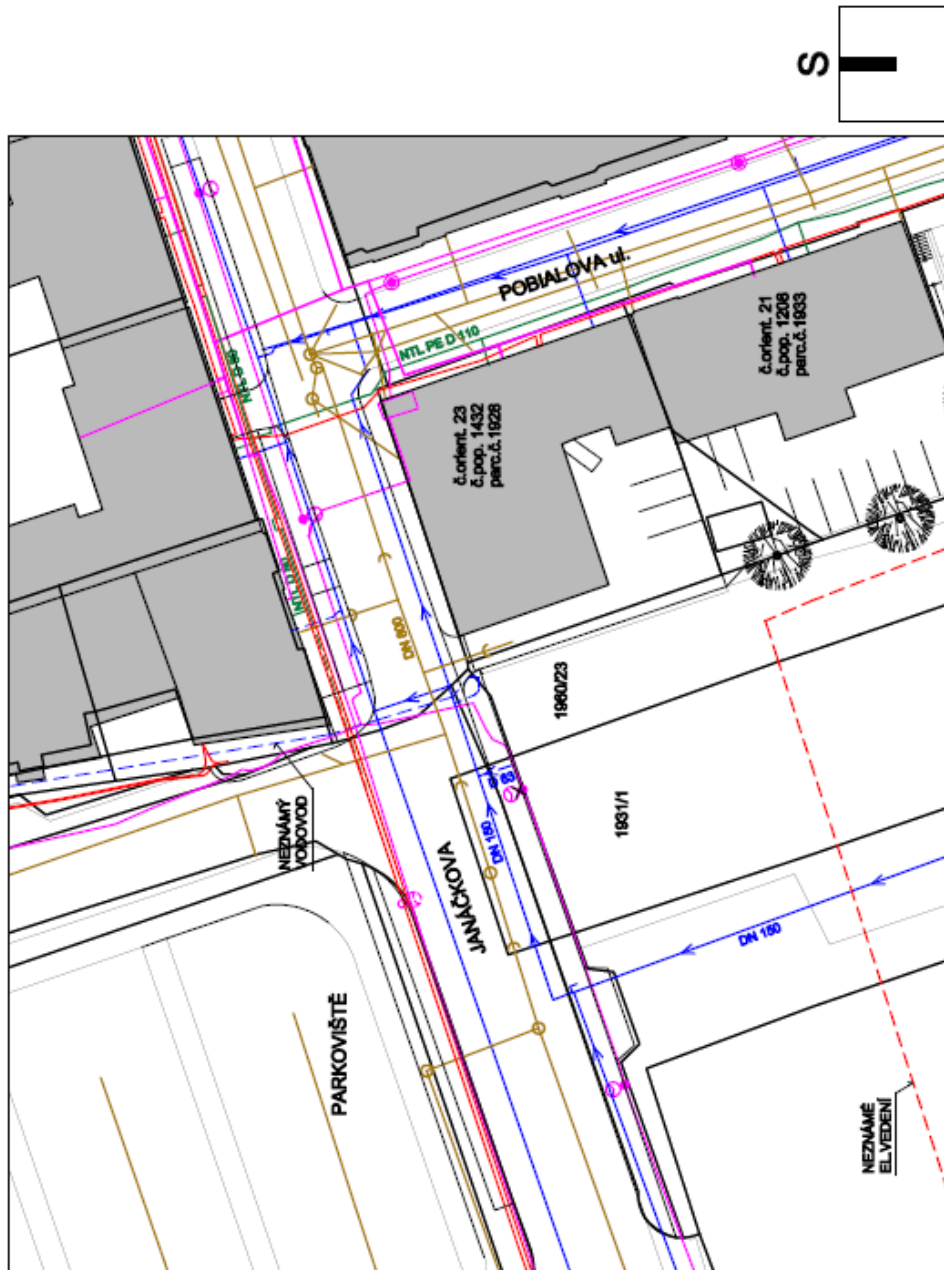 S
POBIALOVA ul.
NTL PE D 110
č.orient. 21
č.pop. 1208
parc.č.1933
č.orient. 23
č.pop. 1432
parc.č.1928
DN 600
1960/23
NEZNÁMÝ
VODOVOD
JANÁČKOVA
DN 150
1931/1
DN 150
PARKOVIŠTĚ
NEZNÁMÉ
EL.VEDENÍ